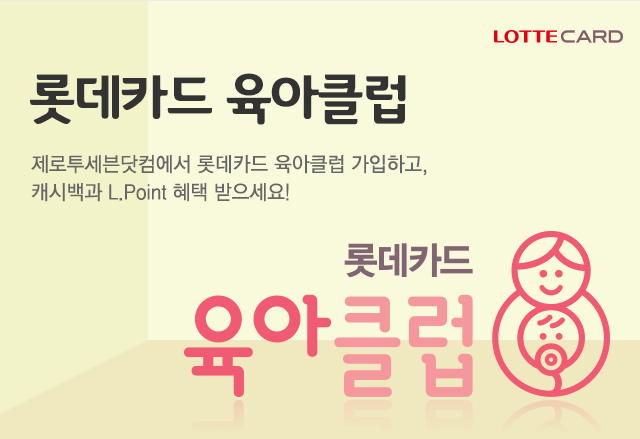 LOTTE CARD
롯데카드 육아클럽
제로투세븐닷컴에서 롯데카드 육아클럽 가입하고,
캐시백과 L.Point 혜택 받으세요!
롯데카드
육아클럽